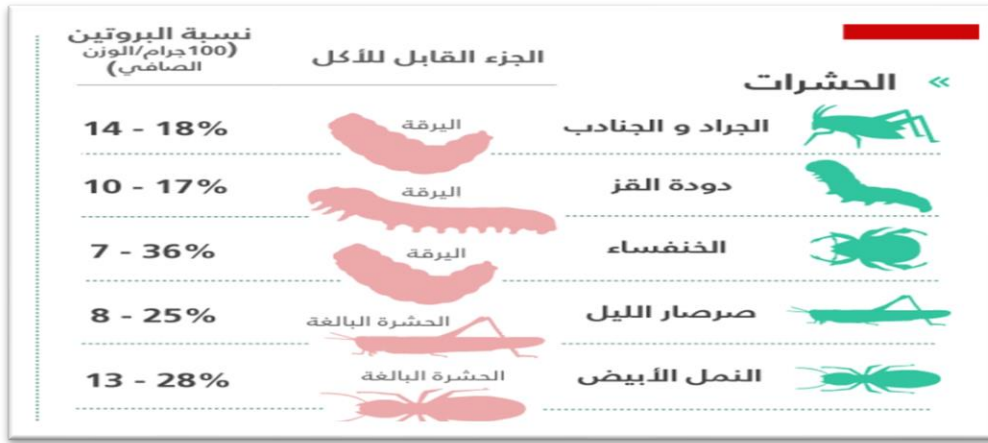 « الحشرات
الجزء القابل للأكل
نسبة البروتين
(100جرام/الوزن
الصافي)
الجراد و الجنادب
اليرقة
14 - 18%
دودة القز
اليرقة
10 - 17%
الخنفساء
اليرقة
7 - 36%
صرصار الليل
الحشرة البالغة
8 - 25%
النمل الأبيض
الحشرة البالغة
13 - 28%